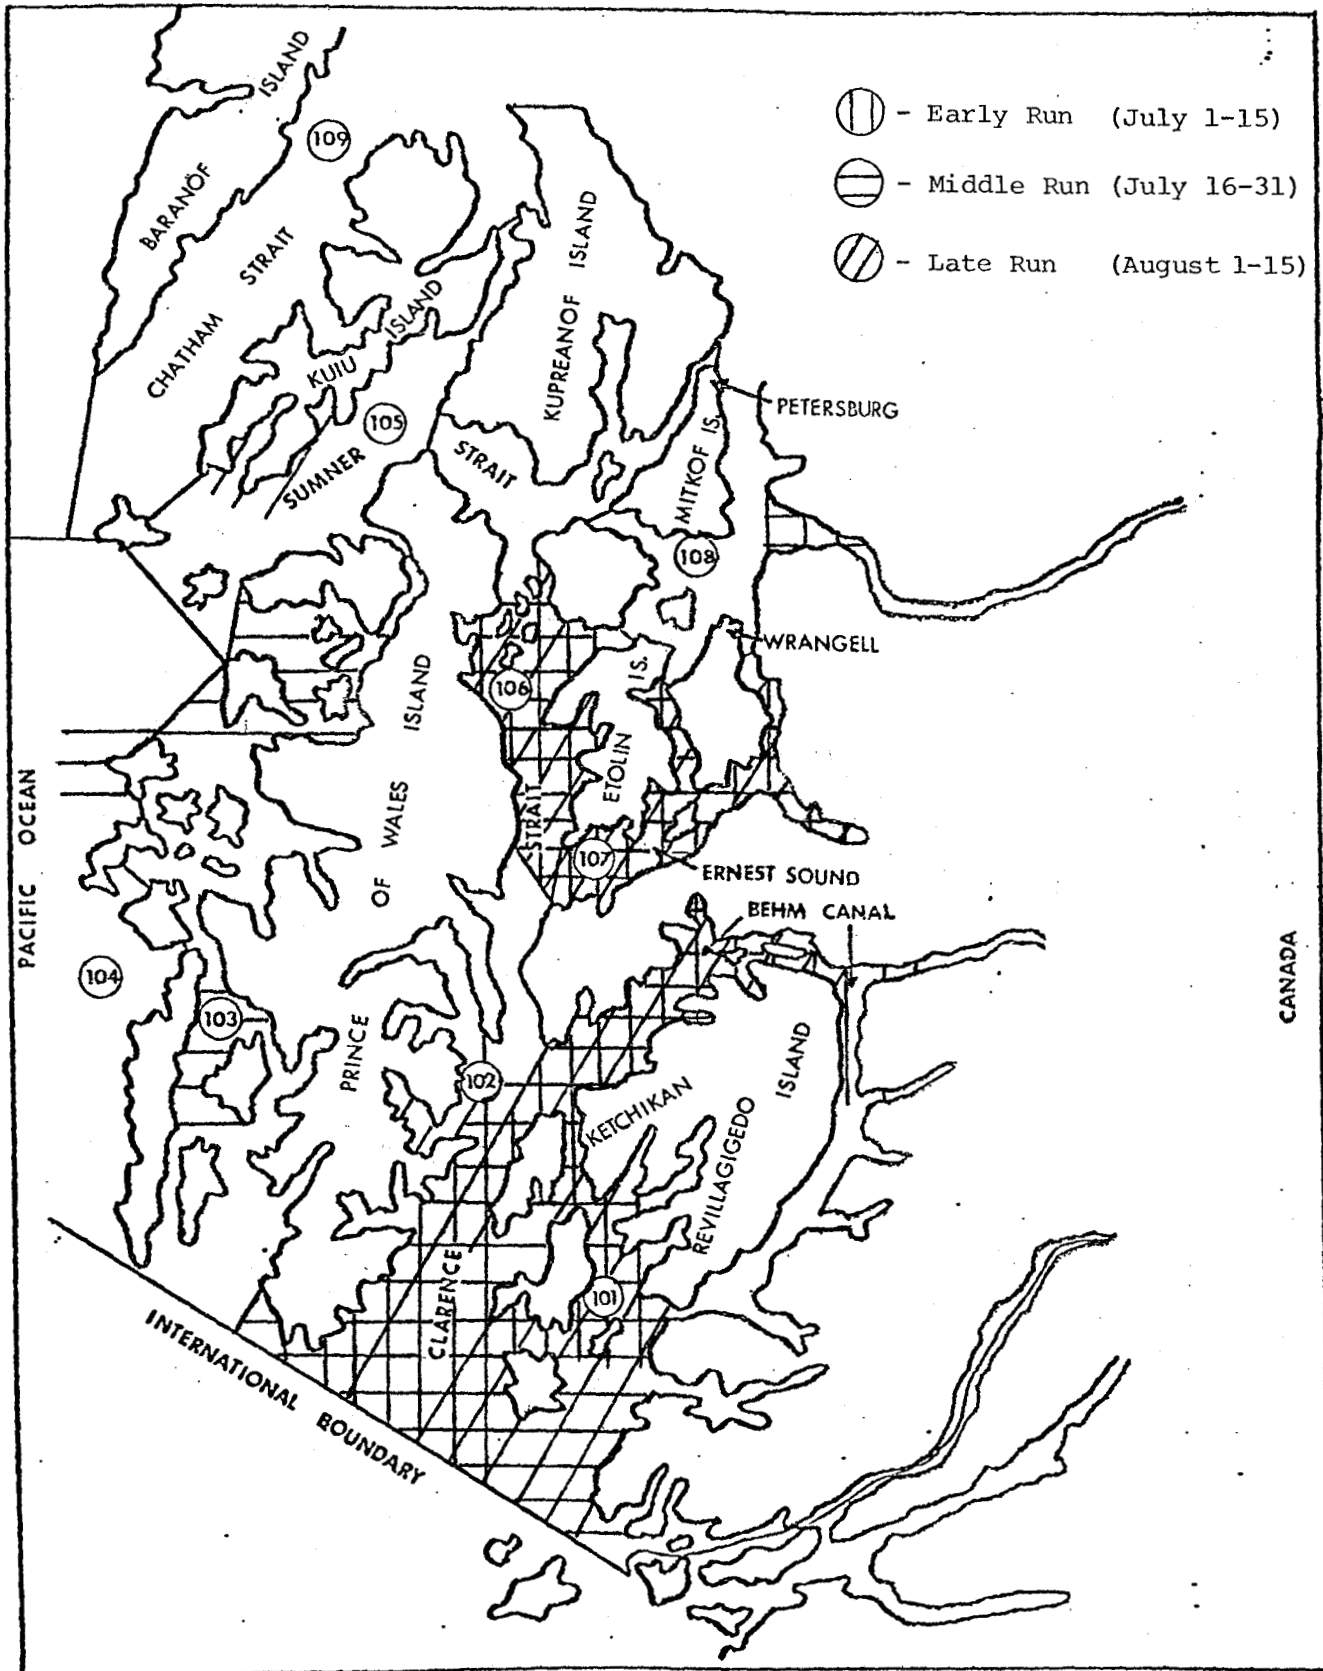 - Early Run (July 1-15)
- Middle Run (July 16-31)
- Late Run (August 1-15)
BARANOF ISLAND
109
CHATHAM STRAIT
KUIU ISLAND
105
KUPREANOF ISLAND
SUMNER STRAIT
PETERSBURG
MITKOF IS.
108
WRANGELL
106
ETOLIN IS.
107
ERNEST SOUND
BEHM CANAL
PACIFIC OCEAN
104
103
PRINCE OF WALES ISLAND
102
KETCHIKAN
REVILLAGIGEDO ISLAND
101
CLARENCE STRAIT
CANADA
INTERNATIONAL BOUNDARY